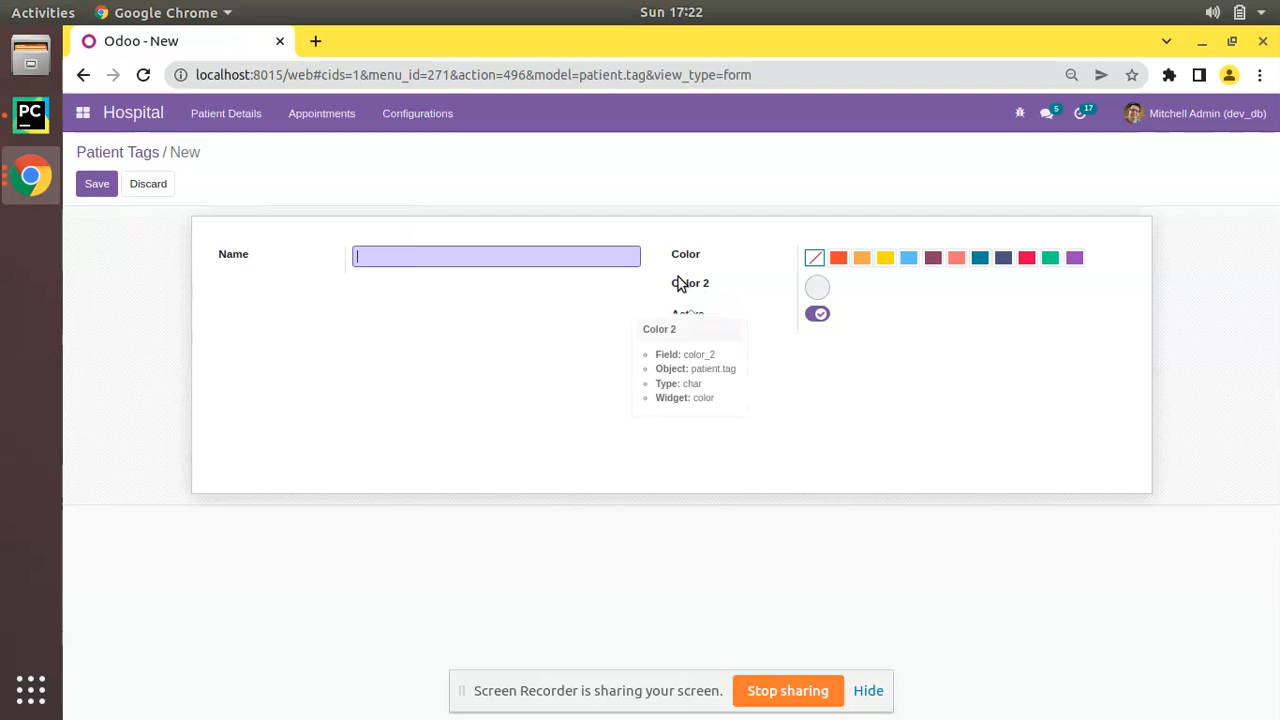 Activities Google Chrome Sun 17:22
Odoo - New
localhost:8015/web#cids=1&menu_id=271&action=496&model=patient.tag&view_type=form
PC
Hospital Patient Details Appointments Configurations 5 17 Mitchell Admin (dev_db)
Patient Tags / New
Save Discard
Name Color
Color 2
Active
Color 2
Field: color_2
Object: patient.tag
Type: char
Widget: color
Screen Recorder is sharing your screen. Stop sharing Hide